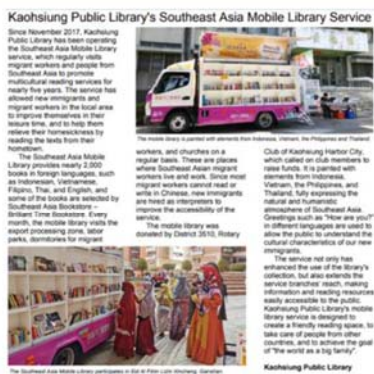 Kaohsiung Public Library's Southeast Asia Mobile Library Service
Since November 2017, Kaohsiung
Public Library has been operating
the Southeast Asia Mobile Library
service, which regularly visits
migrant workers and people from
Southeast Asia to promote
multicultural reading services for
nearly five years. The service has
allowed new immigrants and
migrant workers in the local area
to improve themselves in their
leisure time, and to help them
relieve their homesickness by
reading the texts from their
hometown.
The Southeast Asia Mobile
Library provides nearly 2,000
books in foreign languages, such
as Indonesian, Vietnamese,
Filipino, Thai, and English, and
some of the books are selected by
Southeast Asia Bookstore -
Brilliant Time Bookstore. Every
month, the mobile library visits the
export processing zone, labor
parks, dormitories for migrant
The mobile library is painted with elements from Indonesia, Vietnam, the Philippines and Thailand.
workers, and churches on a
regular basis. These are places
where Southeast Asian migrant
workers live and work. Since most
migrant workers cannot read or
write in Chinese, new immigrants
are hired as interpreters to
improve the accessibility of the
service.
The mobile library was
donated by District 3510, Rotary
Club of Kaohsiung Harbor City,
which called on club members to
raise funds. It is painted with
elements from Indonesia,
Vietnam, the Philippines, and
Thailand, fully expressing the
natural and humanistic
atmosphere of Southeast Asia
Greetings such as "How are you?"
in different languages are used to
allow the public to understand the
cultural characteristics of our new
immigrants.
The service not only has
enhanced the use of the library's
collection, but also extends the
service branches' reach, making
information and reading resources
easily accessible to the public.
Kaohsiung Public Library's mobile
library service is designed to
create a friendly reading space, to
take care of people from other
countries, and to achieve the goal
of "the world as a big family".
Kaohsiung Public Library
The Southeast Asia Mobile Library participates in Eid Al Fitri